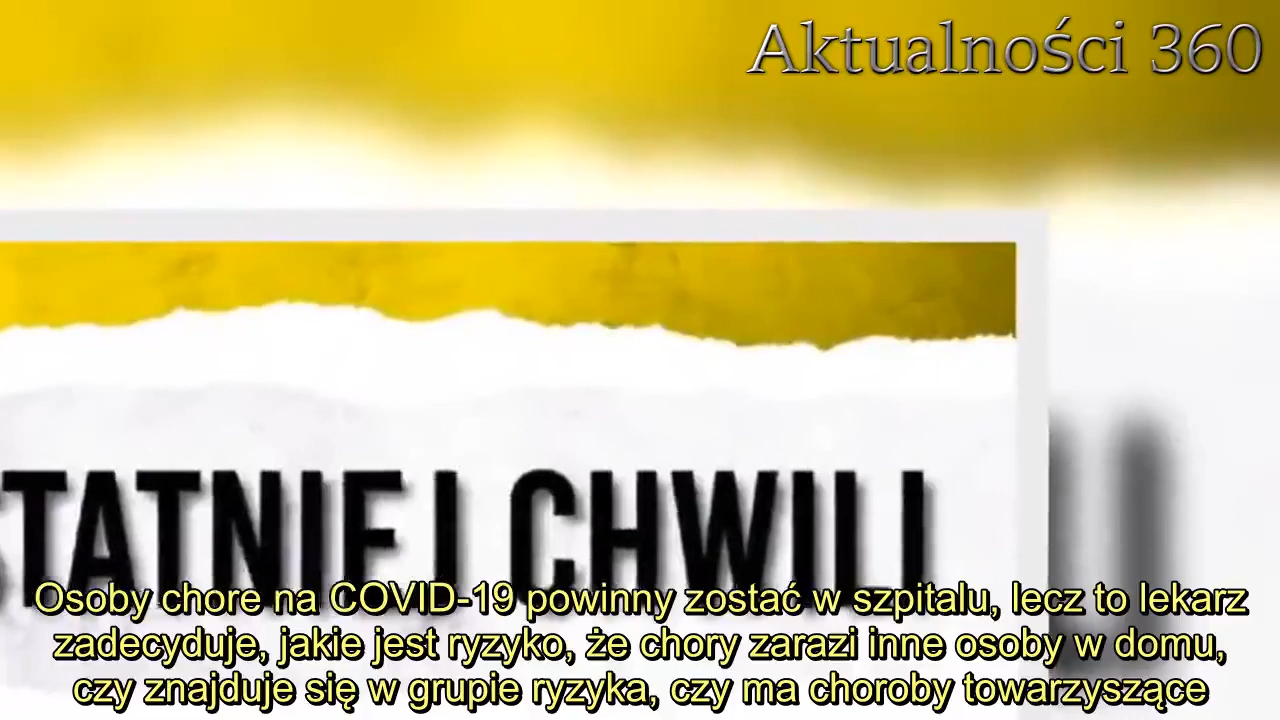 Aktualności 360
STATNIEJ CHWILI
Osoby chore na COVID-19 powinny zostać w szpitalu, lecz to lekarz
zadecyduje, jakie jest ryzyko, że chory zarazi inne osoby w domu,
czy znajduje się w grupie ryzyka, czy ma choroby towarzyszące